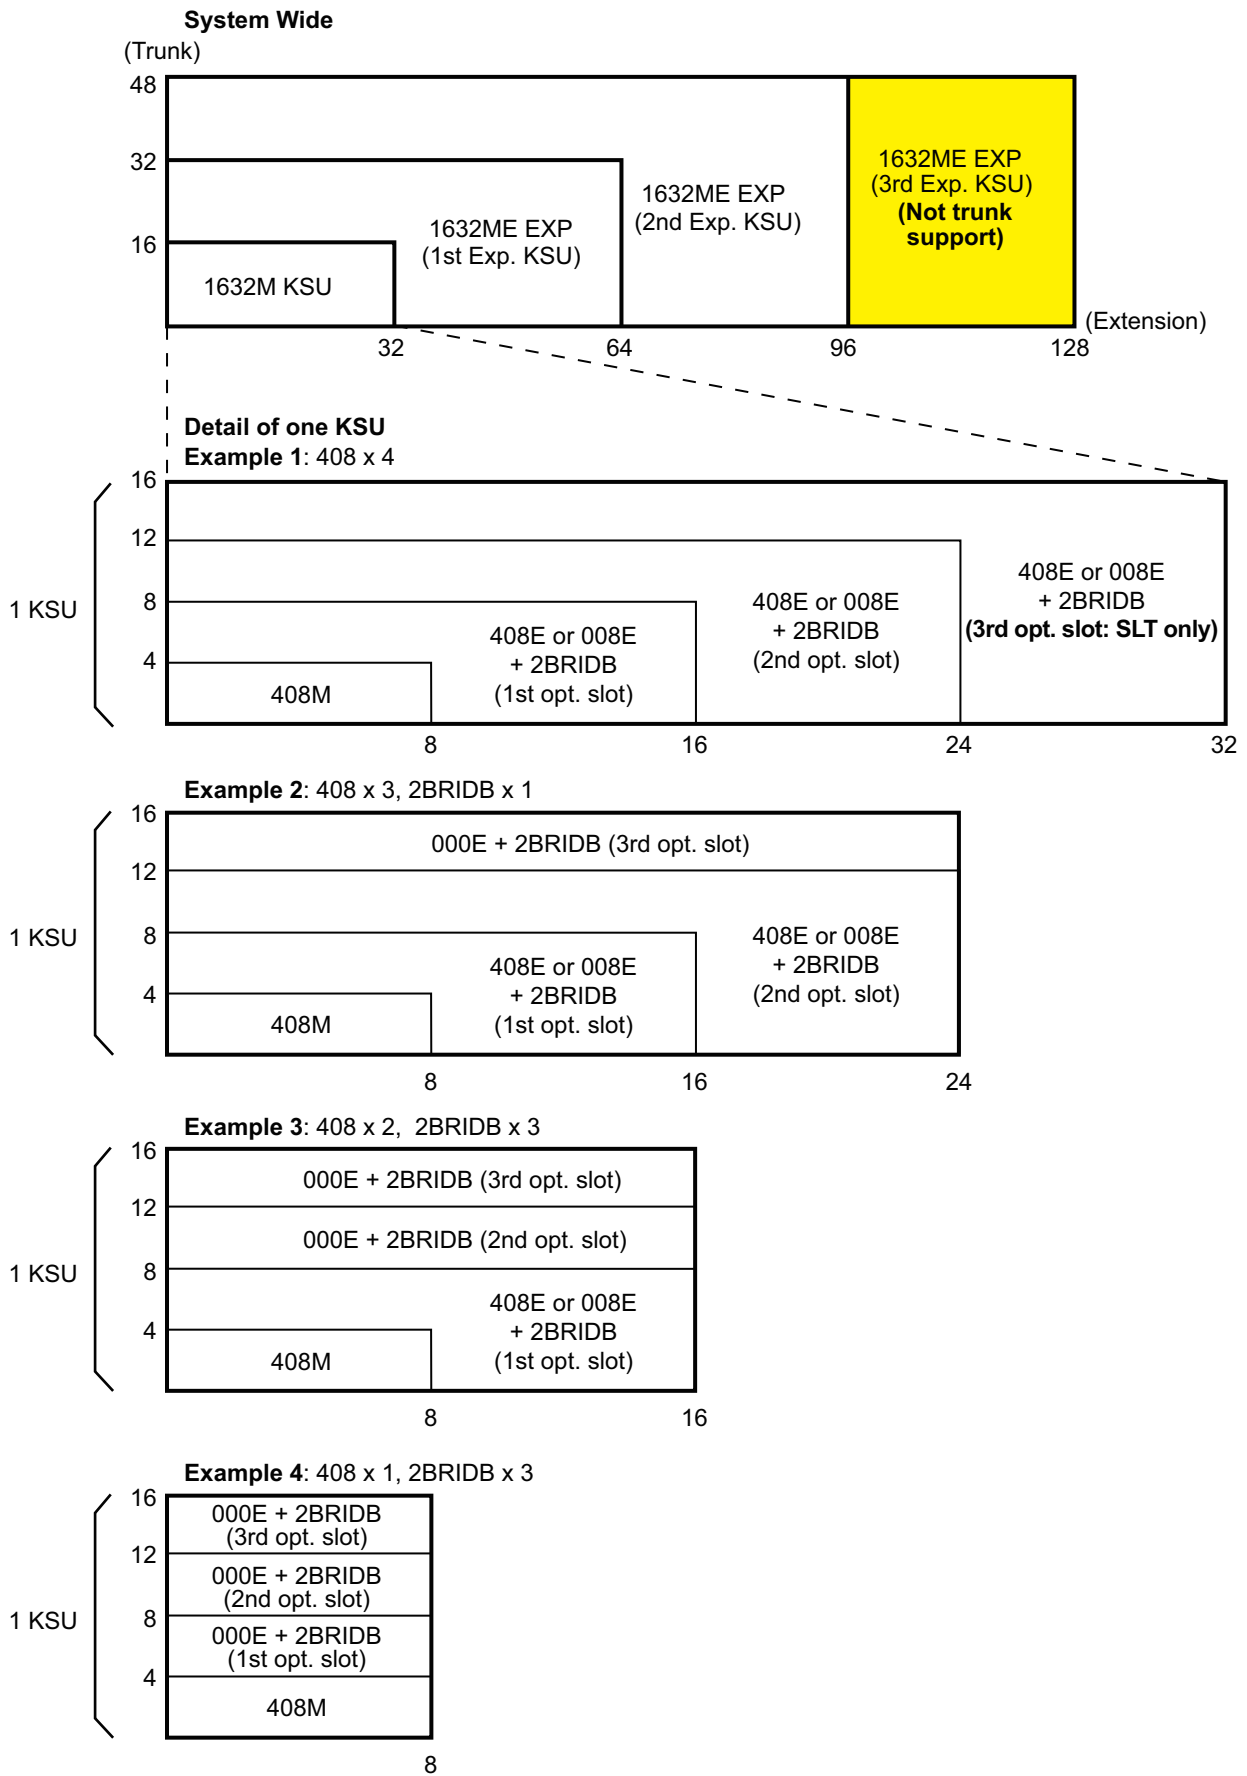 System Wide
(Trunk)
48
32
16
1632M KSU
1632ME EXP
(1st Exp. KSU)
1632ME EXP
(2nd Exp. KSU)
1632ME EXP
(3rd Exp. KSU)
(Not trunk
support)
(Extension)
32
64
96
128
Detail of one KSU
Example 1: 408 x 4
16
12
8
4
1 KSU
408M
408E or 008E
+ 2BRIDB
(1st opt. slot)
408E or 008E
+ 2BRIDB
(2nd opt. slot)
408E or 008E
+ 2BRIDB
(3rd opt. slot: SLT only)
8
16
24
32
Example 2: 408 x 3, 2BRIDB x 1
16
12
8
4
1 KSU
000E + 2BRIDB (3rd opt. slot)
408M
408E or 008E
+ 2BRIDB
(1st opt. slot)
408E or 008E
+ 2BRIDB
(2nd opt. slot)
8
16
24
Example 3: 408 x 2, 2BRIDB x 3
16
12
8
4
1 KSU
000E + 2BRIDB (3rd opt. slot)
000E + 2BRIDB (2nd opt. slot)
408M
408E or 008E
+ 2BRIDB
(1st opt. slot)
8
16
Example 4: 408 x 1, 2BRIDB x 3
16
12
8
4
1 KSU
000E + 2BRIDB
(3rd opt. slot)
000E + 2BRIDB
(2nd opt. slot)
000E + 2BRIDB
(1st opt. slot)
408M
8